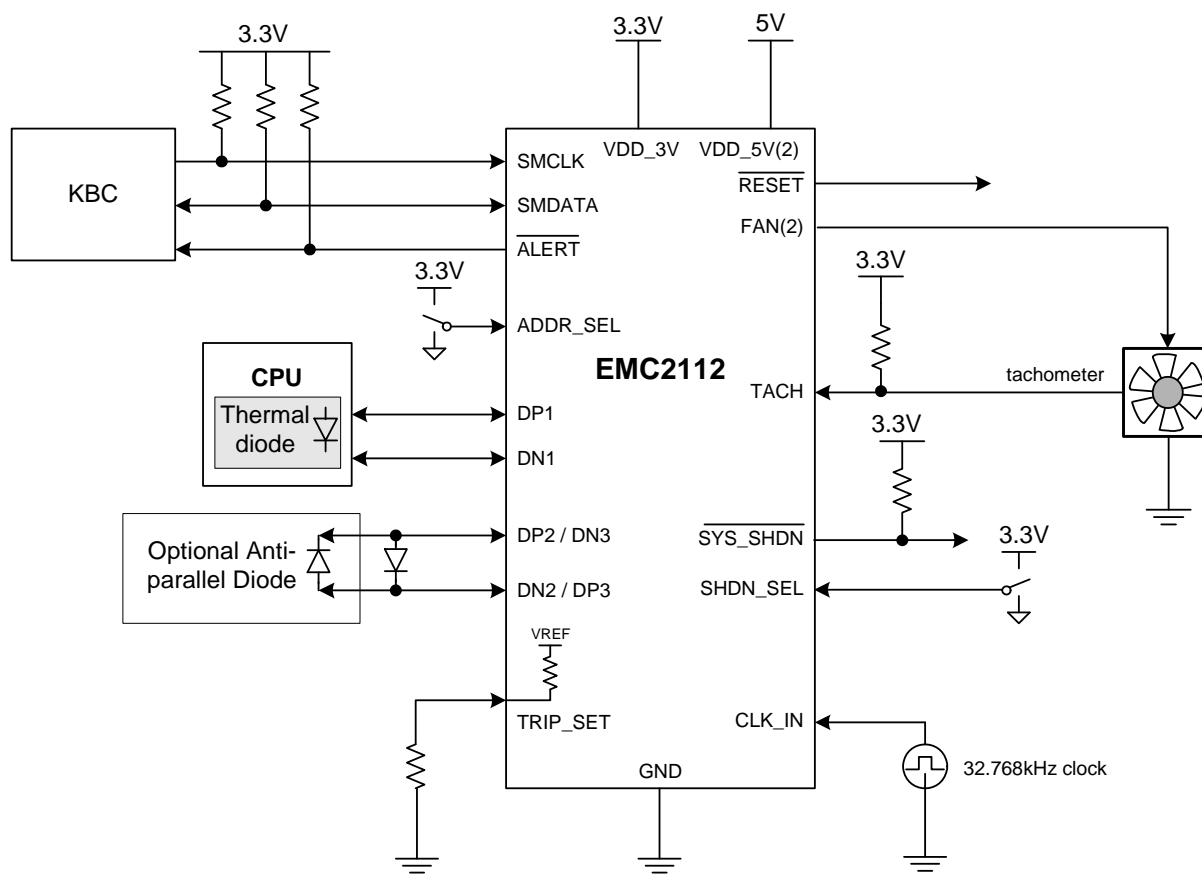 3.3V
3.3V
5V
KBC
SMCLK
SMDATA
ALERT
3.3V
ADDR_SEL
CPU
Thermal
diode
DP1
DN1
Optional Anti-
parallel Diode
DP2 / DN3
DN2 / DP3
VREF
TRIP_SET
VDD_3V
VDD_5V(2)
EMC2112
GND
RESET
FAN(2)
3.3V
TACH
tachometer
3.3V
SYS_SHDN
3.3V
SHDN_SEL
CLK_IN
32.768kHz clock